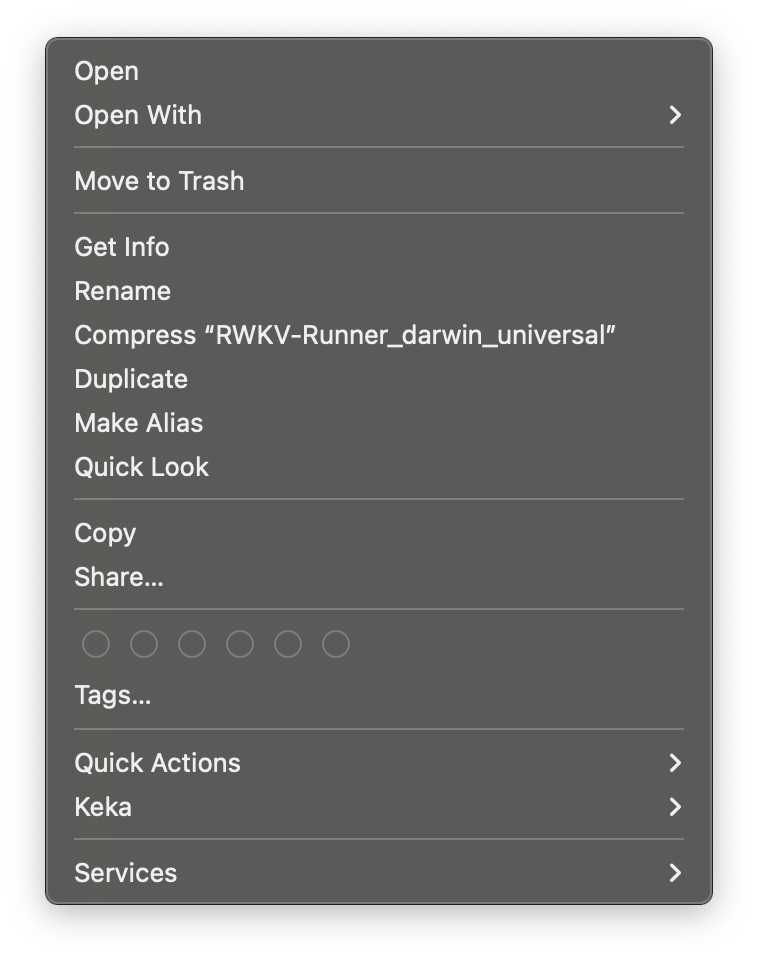 Open
Open With
Move to Trash
Get Info
Rename
Compress “RWKV-Runner_darwin_universal”
Duplicate
Make Alias
Quick Look
Copy
Share...
Tags...
Quick Actions
Keka
Services